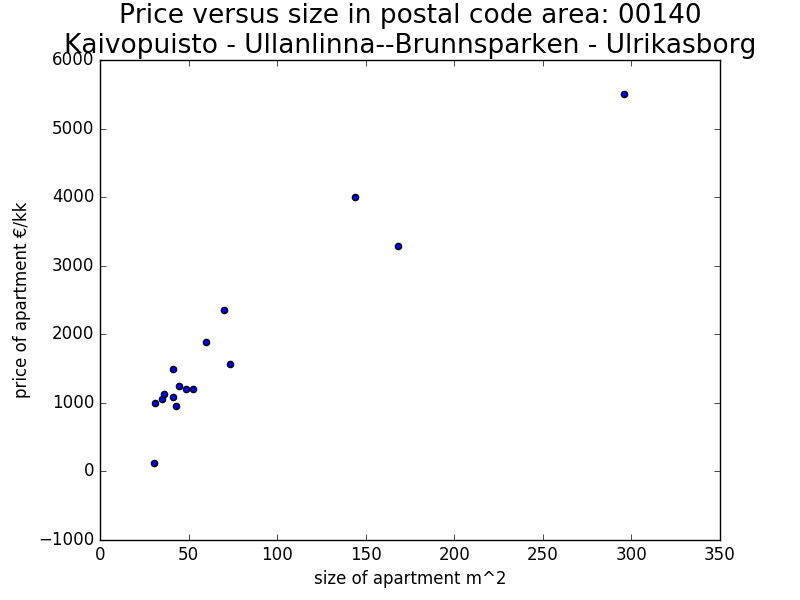 Price versus size in postal code area: 00140
Kaivopuisto - Ullanlinna--Brunnsparken - Ulrikasborg
6000
5000
4000
3000
2000
1000
0
−1000
price of apartment €/kk
0 50 100 150 200 250 300 350
size of apartment m^2